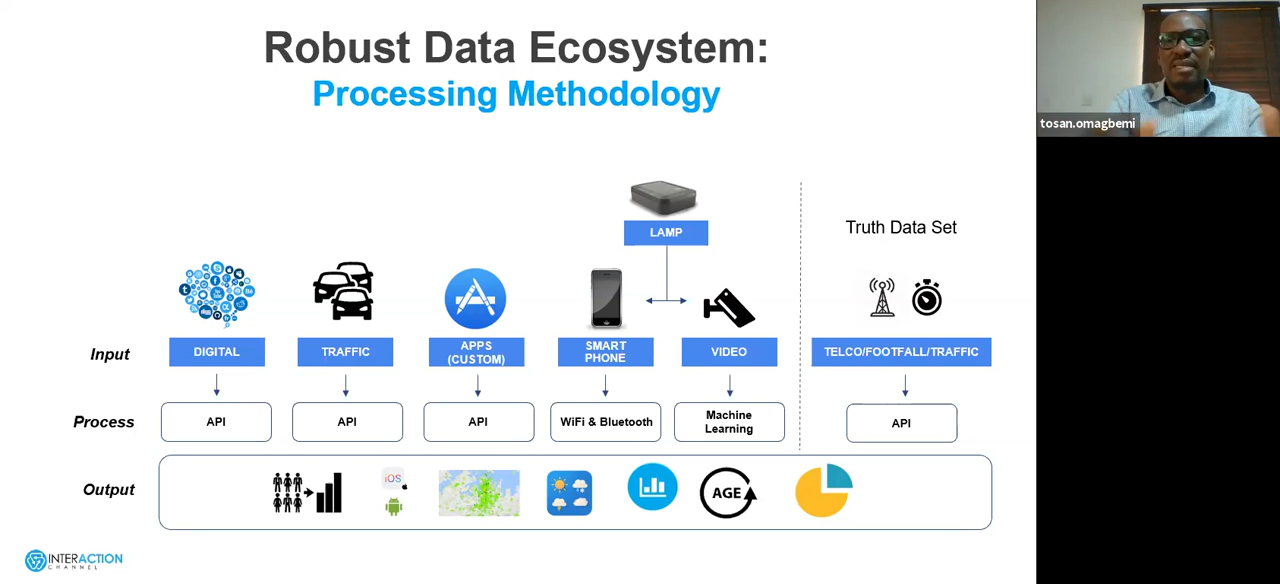 Robust Data Ecosystem:
Processing Methodology
tosan.omagbemi
LAMP
Truth Data Set
Input
DIGITAL
TRAFFIC
APPS
(CUSTOM)
SMART
PHONE
VIDEO
TELCO/FOOTFALL/TRAFFIC
Process
API
API
API
WiFi & Bluetooth
Machine
Learning
API
Output
iOS
AGE
INTERACTION
CHANNEL